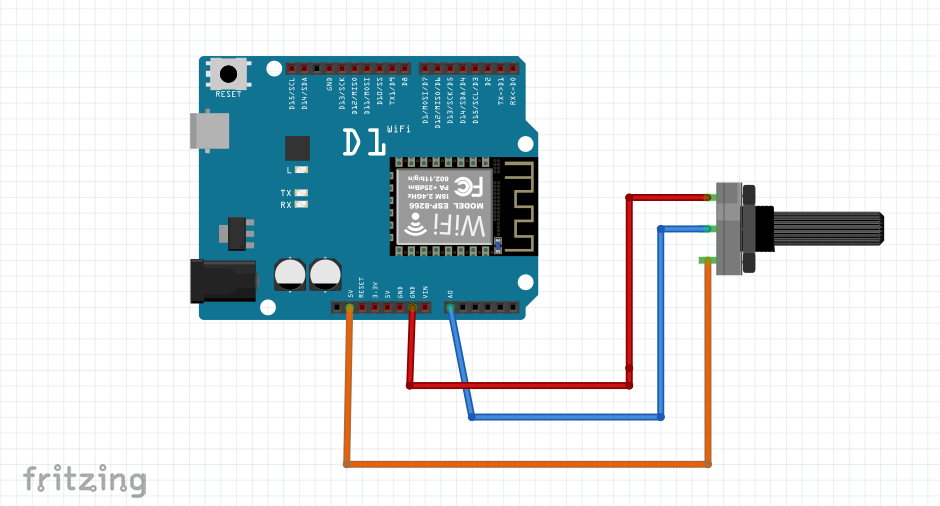 RESET
D15/SCL
D14/SDA
GND
D13/SCK
D12/MISO
D11/MOSI
D10/SS
TX1/D9
D8
D1/MOSI/D7
D12/MISO/D6
D13/SCK/D5
D14/SDA/D4
D15/SCL/D3
D2
TX->D1
RX<-D0
D1 WiFi
L
TX
RX
WiFi
MODEL ESP-8266
ISM 2.4GHz
PA +25dBm
802.11b/g/n
FC
5V
RESET
3-3V
5V
GND
GND
VIN
A0
fritzing